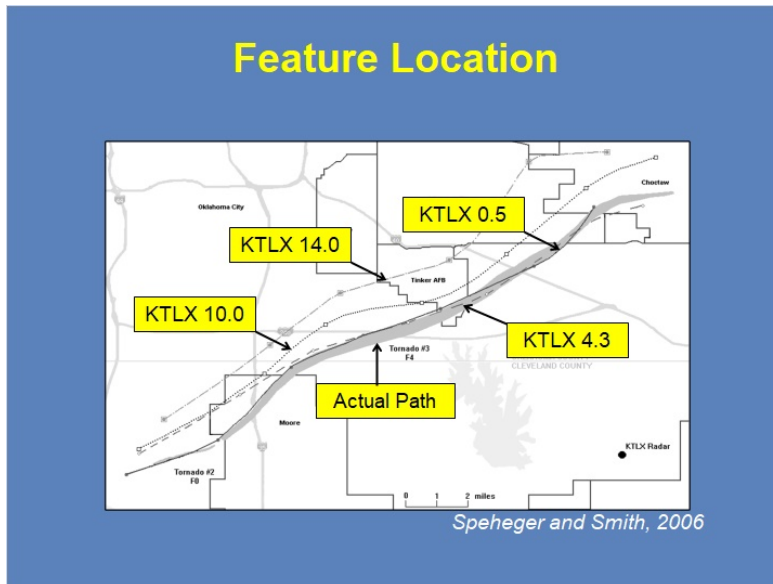 Feature Location
Choctaw
Oklahoma City
KTLX 0.5
KTLX 14.0
Tinker AFB
KTLX 10.0
KTLX 4.3
Tornado #3
F4
CLEVELAND COUNTY
Actual Path
Moore
KTLX Radar
Tornado #2
F0
0 1 2 miles
Speheger and Smith, 2006